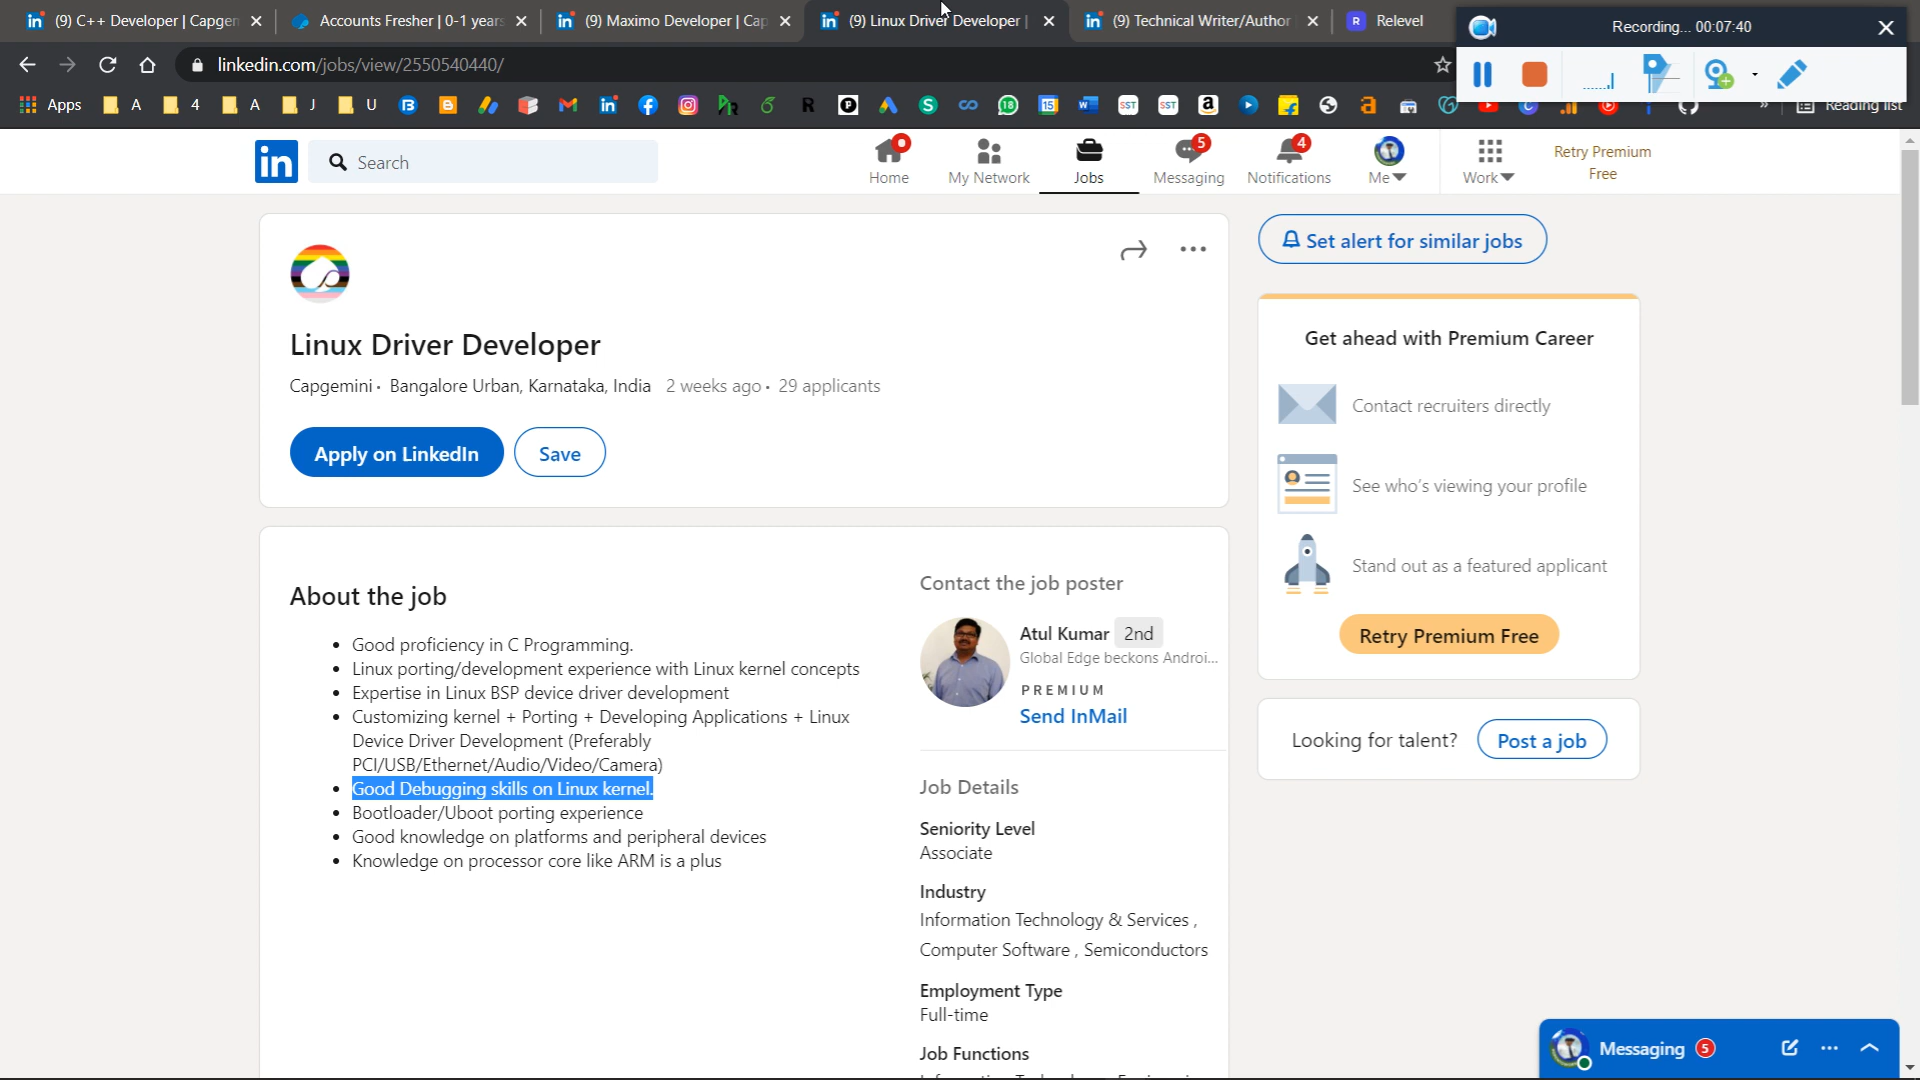 (9) C++ Developer | Capgem
Accounts Fresher | 0-1 years
(9) Maximo Developer | Cap
(9) Linux Driver Developer |
(9) Technical Writer/Author
Relevel
Recording... 00:07:40
linkedin.com/jobs/view/2550540440/
Apps
A
4
A
J
U
Reading list
Search
Home
My Network
Jobs
5
Messaging
4
Notifications
Me
Work
Retry Premium
Free
Linux Driver Developer
Capgemini · Bangalore Urban, Karnataka, India 2 weeks ago · 29 applicants
Apply on LinkedIn
Save
About the job
• Good proficiency in C Programming.
• Linux porting/development experience with Linux kernel concepts
• Expertise in Linux BSP device driver development
• Customizing kernel + Porting + Developing Applications + Linux
Device Driver Development (Preferably
PCI/USB/Ethernet/Audio/Video/Camera)
• Good Debugging skills on Linux kernel.
• Bootloader/Uboot porting experience
• Good knowledge on platforms and peripheral devices
• Knowledge on processor core like ARM is a plus
Contact the job poster
Atul Kumar 2nd
Global Edge beckons Androi...
PREMIUM
Send InMail
Job Details
Seniority Level
Associate
Industry
Information Technology & Services ,
Computer Software , Semiconductors
Employment Type
Full-time
Job Functions
Set alert for similar jobs
Get ahead with Premium Career
Contact recruiters directly
See who's viewing your profile
Stand out as a featured applicant
Retry Premium Free
Looking for talent?
Post a job
Messaging 5